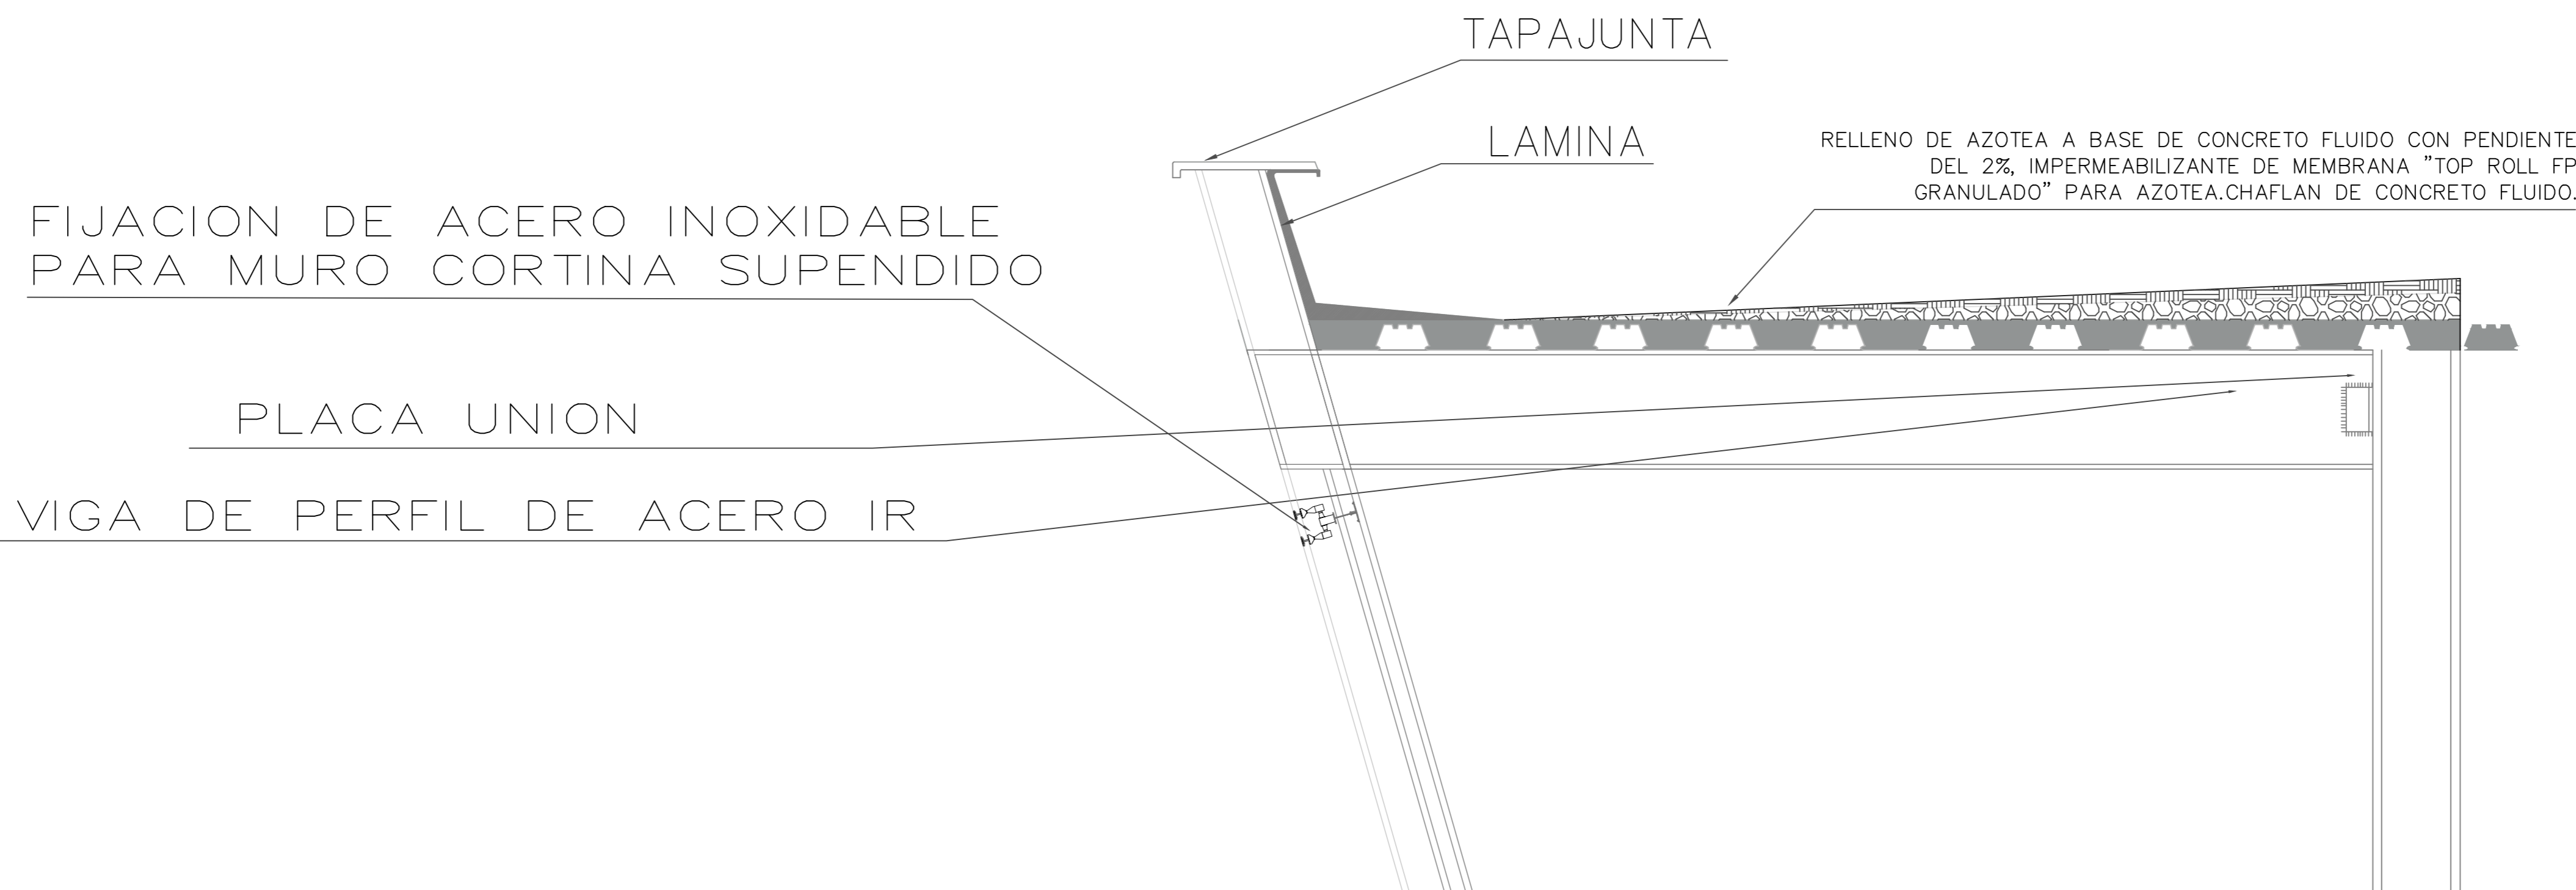 TAPAJUNTA
LAMINA
RELLENO DE AZOTEA A BASE DE CONCRETO FLUIDO CON PENDIENTE
DEL 2%, IMPERMEABILIZANTE DE MEMBRANA "TOP ROLL FP
GRANULADO" PARA AZOTEA.CHAFLAN DE CONCRETO FLUIDO.
FIJACION DE ACERO INOXIDABLE
PARA MURO CORTINA SUPENDIDO
PLACA UNION
VIGA DE PERFIL DE ACERO IR